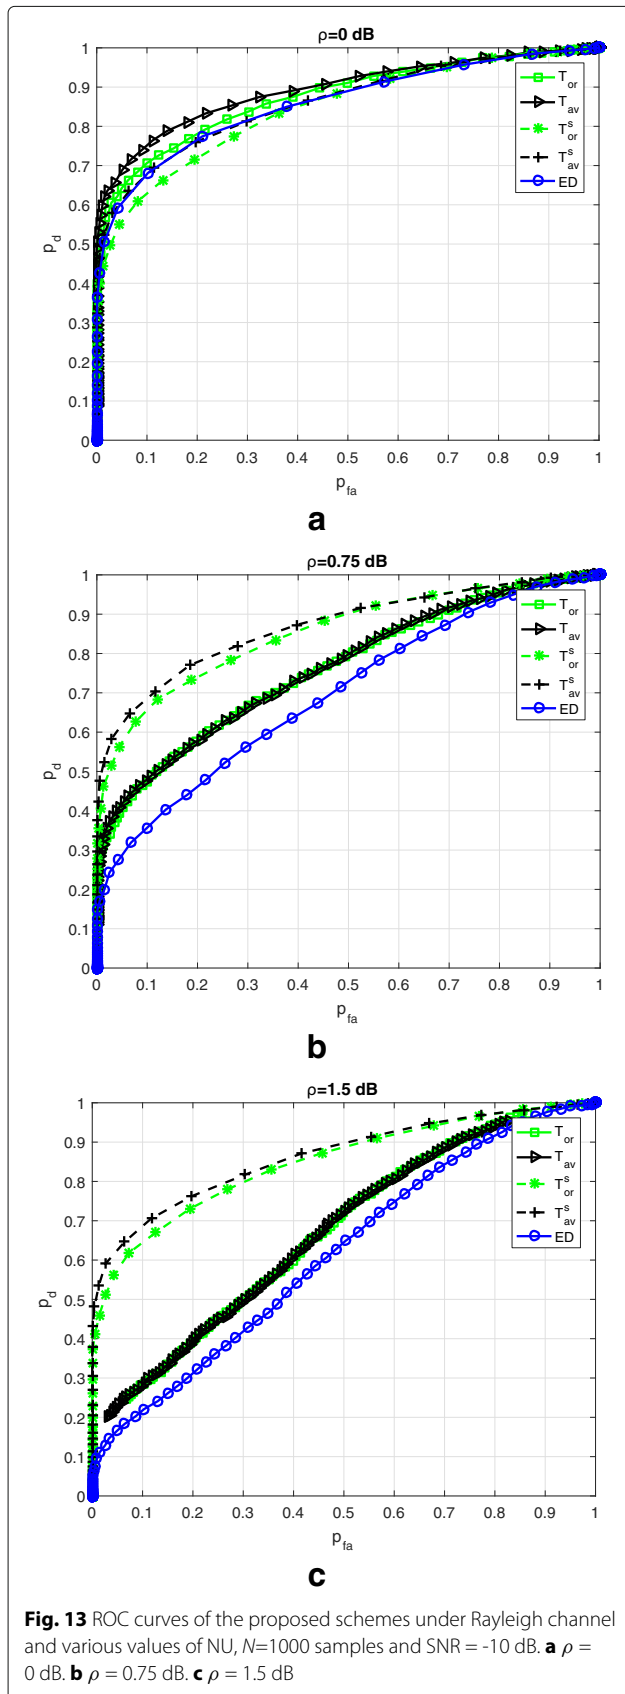 ρ=0 dB
1
0.9
0.8
0.7
0.6
0.5
0.4
0.3
0.2
0.1
0
p_d
T_or
T_av
T^s_or
T^s_av
ED
0 0.1 0.2 0.3 0.4 0.5 0.6 0.7 0.8 0.9 1
p_fa
a
ρ=0.75 dB
1
0.9
0.8
0.7
0.6
0.5
0.4
0.3
0.2
0.1
0
p_d
T_or
T_av
T^s_or
T^s_av
ED
0 0.1 0.2 0.3 0.4 0.5 0.6 0.7 0.8 0.9 1
p_fa
b
ρ=1.5 dB
1
0.9
0.8
0.7
0.6
0.5
0.4
0.3
0.2
0.1
0
p_d
T_or
T_av
T^s_or
T^s_av
ED
0 0.1 0.2 0.3 0.4 0.5 0.6 0.7 0.8 0.9 1
p_fa
c
Fig. 13 ROC curves of the proposed schemes under Rayleigh channel
and various values of NU, N=1000 samples and SNR = -10 dB. a ρ =
0 dB. b ρ = 0.75 dB. c ρ = 1.5 dB